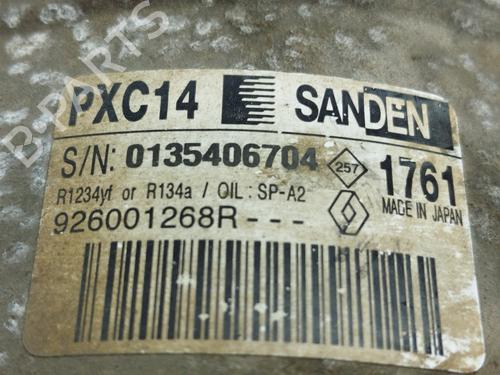 PXC14 SANDEN
S/N: 0135406704 257 1761
R1234yf or R134a / OIL : SP-A2 MADE IN JAPAN
926001268R - - -
B-PARTS